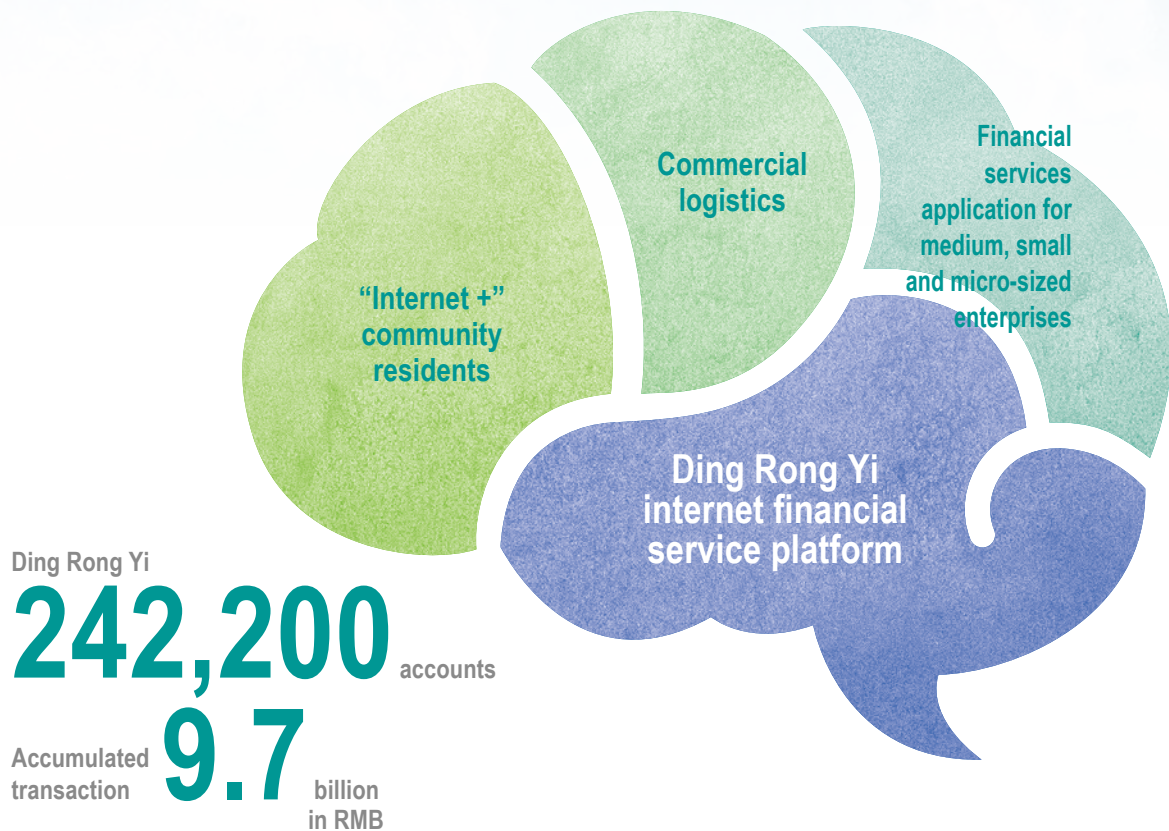 Financial
services
application for
medium, small
and micro-sized
enterprises
Commercial
logistics
“Internet +”
community
residents
Ding Rong Yi
internet financial
service platform
Ding Rong Yi
242,200 accounts
Accumulated
transaction 9.7 billion
in RMB